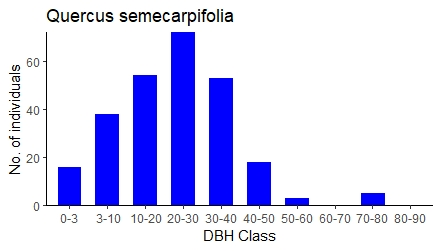 Quercus semecarpifolia
No. of individuals
60
40
20
0
0-3 3-10 10-20 20-30 30-40 40-50 50-60 60-70 70-80 80-90
DBH Class